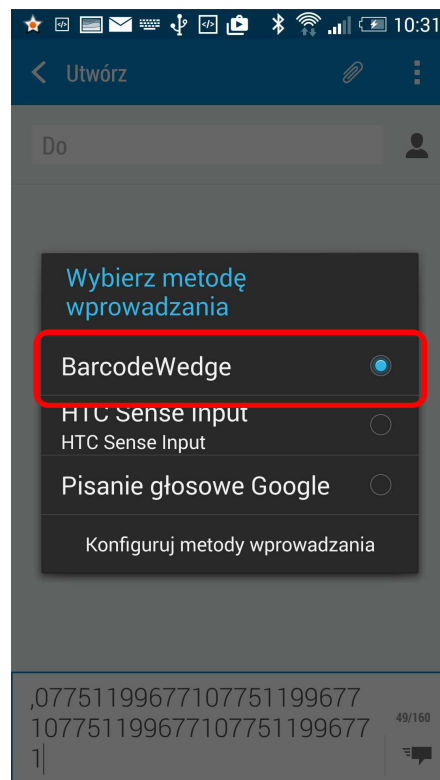 10:31
Utwórz
Do
Wybierz metodę
wprowadzania
BarcodeWedge
HTC Sense Input
HTC Sense Input
Pisanie głosowe Google
Konfiguruj metody wprowadzania
,07751199677107751199677
107751199677107751199677
1
49/160